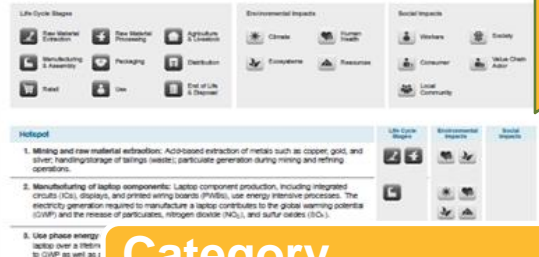 Life Cycle Stages
Environmental Impacts
Social Impacts
Raw Material Extraction
Raw Material Processing
Agriculture & Livestock
Climate
Human Health
Workers
Society
Manufacturing & Assembly
Packaging
Distribution
Ecosystems
Resources
Consumer
Value Chain Actor
Retail
Use
End of Life & Disposal
Local Community
Hotspot
Life Cycle Stages
Environmental Impacts
Social Impacts
1. Mining and raw material extraction: Acid-based extraction of metals such as copper, gold, and
silver; handling/storage of tailings (waste); particulate generation during mining and refining
operations.
2. Manufacturing of laptop components: Laptop component production, including integrated
circuits (ICs), displays, and printed wiring boards (PWBs), use energy intensive processes. The
electricity generation required to manufacture a laptop contributes to the global warming potential
(GWP) and the release of particulates, nitrogen dioxide (NO₂), and sulfur oxides (SOₓ).
3. Use phase energy
laptop over a lifetim
to GWP as well as
Category